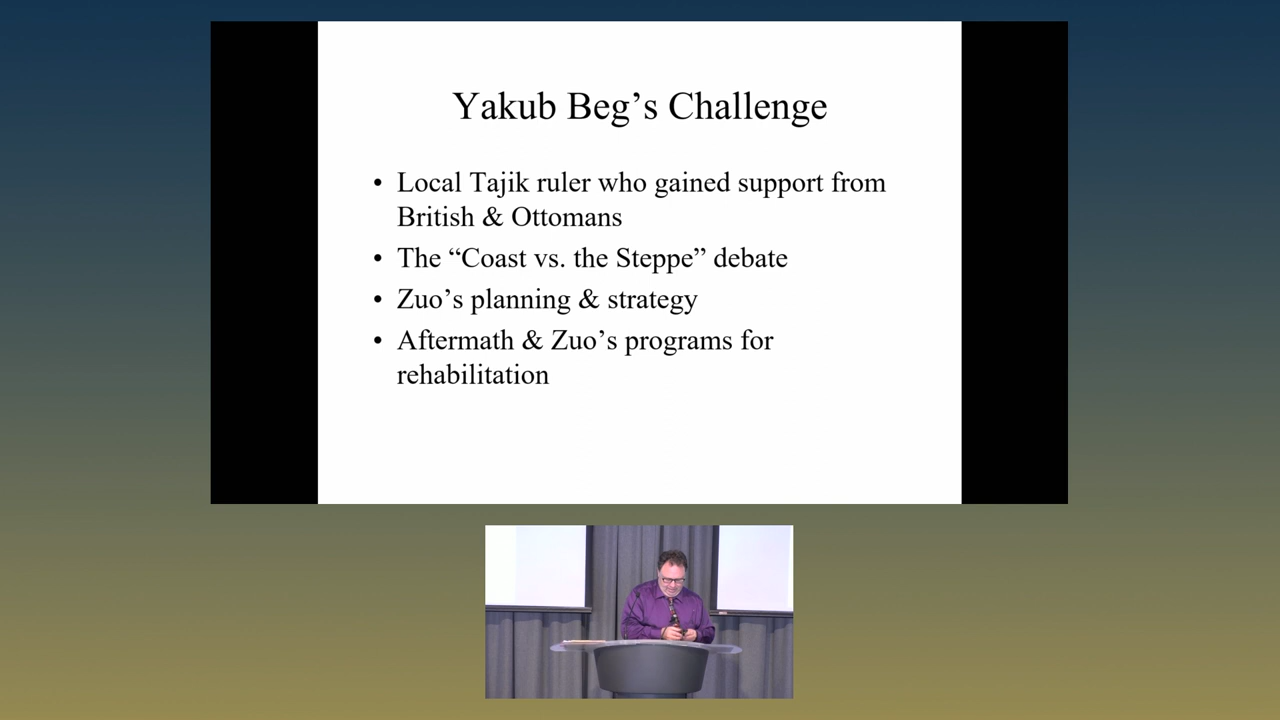 Yakub Beg’s Challenge
• Local Tajik ruler who gained support from
British & Ottomans
• The “Coast vs. the Steppe” debate
• Zuo’s planning & strategy
• Aftermath & Zuo’s programs for
rehabilitation